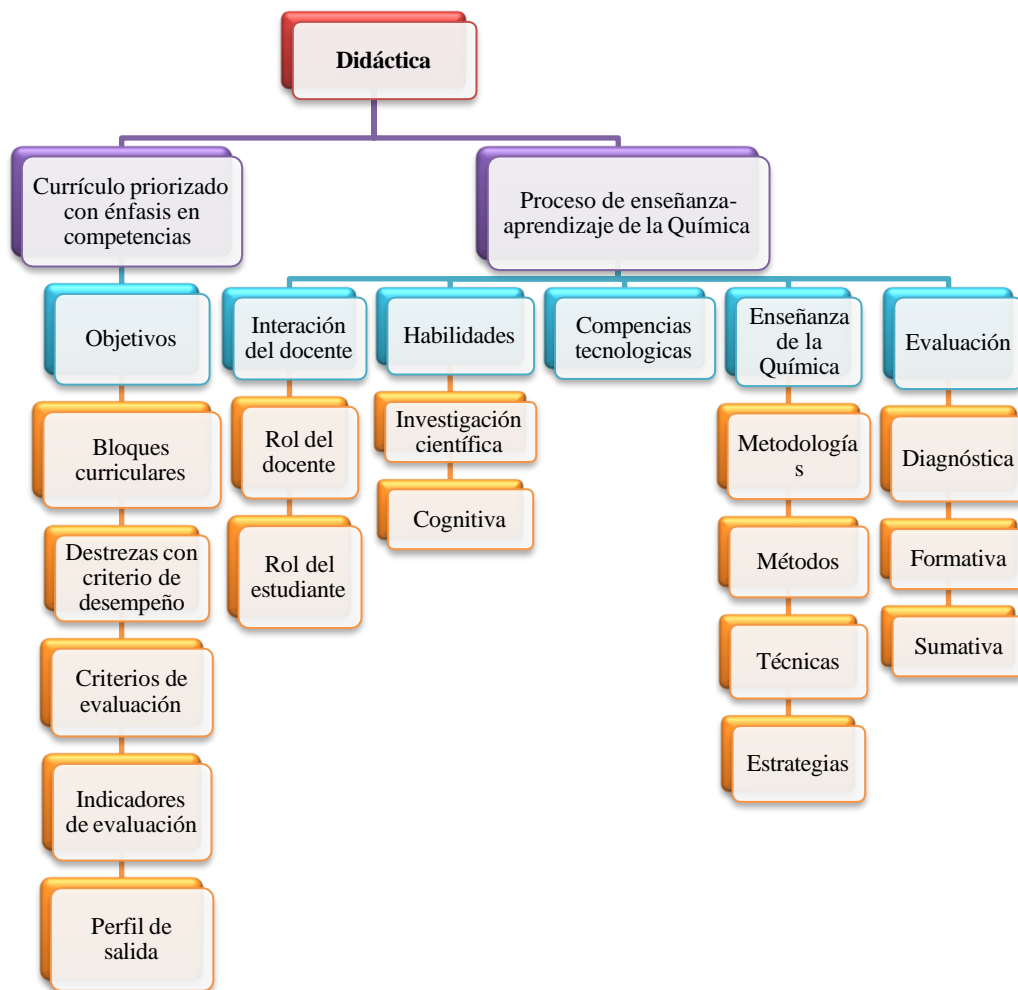 Didáctica
Currículo priorizado
con énfasis en
competencias
Proceso de enseñanza-
aprendizaje de la Química
Objetivos
Interación
del docente
Habilidades
Compencias
tecnologicas
Enseñanza
de la
Química
Evaluación
Bloques
curriculares
Destrezas con
criterio de
desempeño
Criterios de
evaluación
Indicadores
de evaluación
Perfil de
salida
Rol del
docente
Rol del
estudiante
Investigación
científica
Cognitiva
Metodología
s
Métodos
Técnicas
Estrategias
Diagnóstica
Formativa
Sumativa